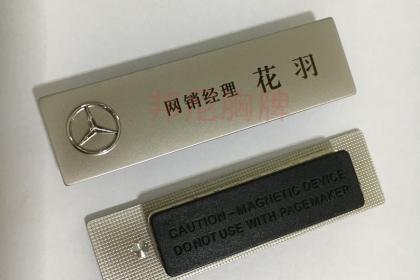 网销经理 花羽
邦尼胸牌
CAUTION-MAGNETIC DEVICE
DO NOT USE WITH PACEMAKER